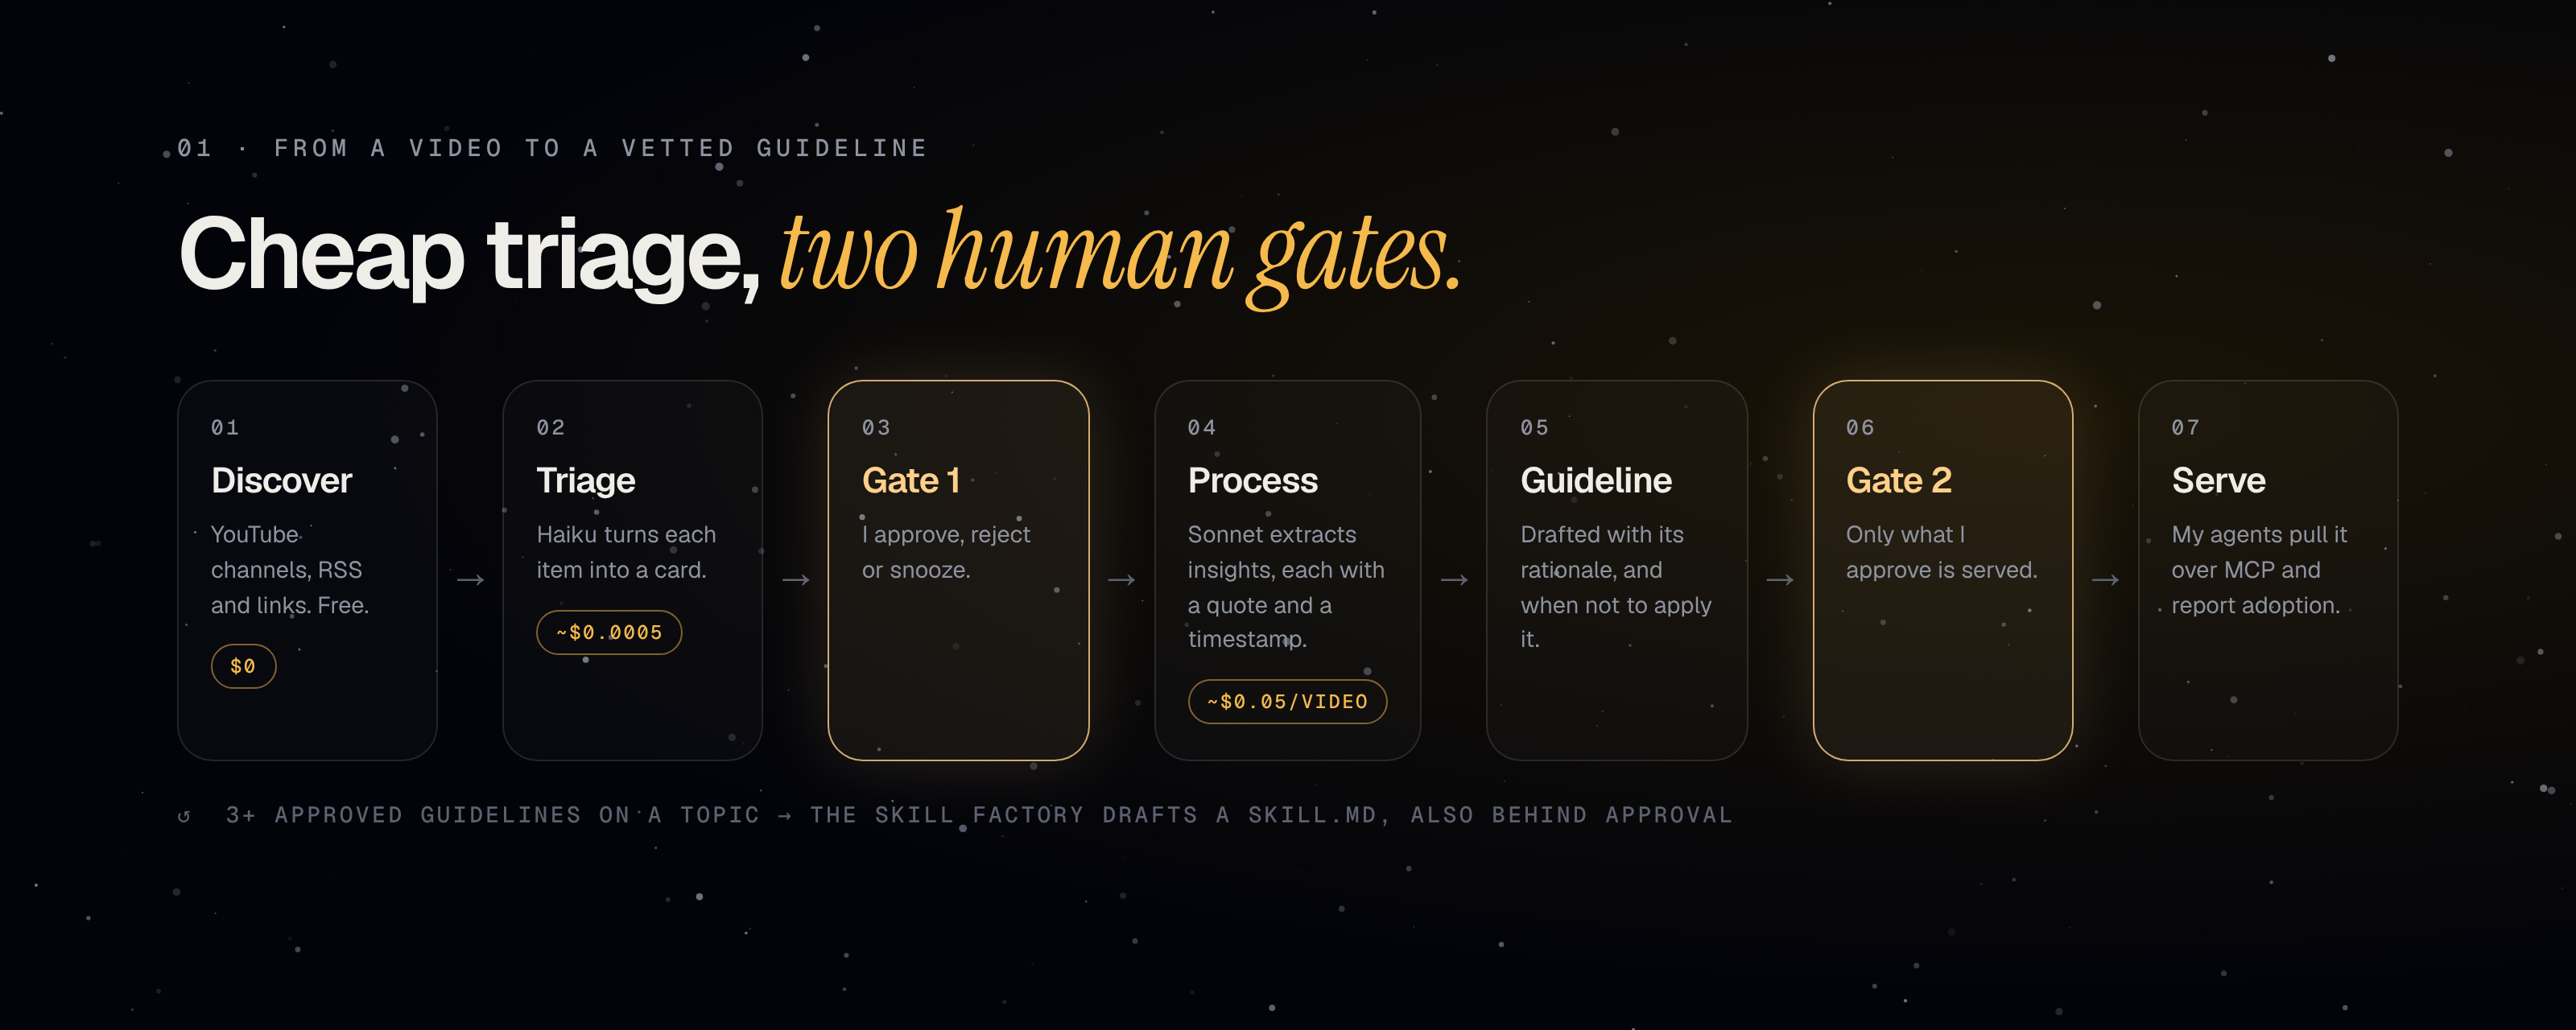 01 · FROM A VIDEO TO A VETTED GUIDELINE
Cheap triage, two human gates.
01
Discover
YouTube
channels, RSS
and links. Free.
$0
→
02
Triage
Haiku turns each
item into a card.
~$0.0005
→
03
Gate 1
I approve, reject
or snooze.
→
04
Process
Sonnet extracts
insights, each with
a quote and a
timestamp.
~$0.05/VIDEO
→
05
Guideline
Drafted with its
rationale, and
when not to apply
it.
→
06
Gate 2
Only what I
approve is served.
→
07
Serve
My agents pull it
over MCP and
report adoption.
↺ 3+ APPROVED GUIDELINES ON A TOPIC → THE SKILL FACTORY DRAFTS A SKILL.MD, ALSO BEHIND APPROVAL